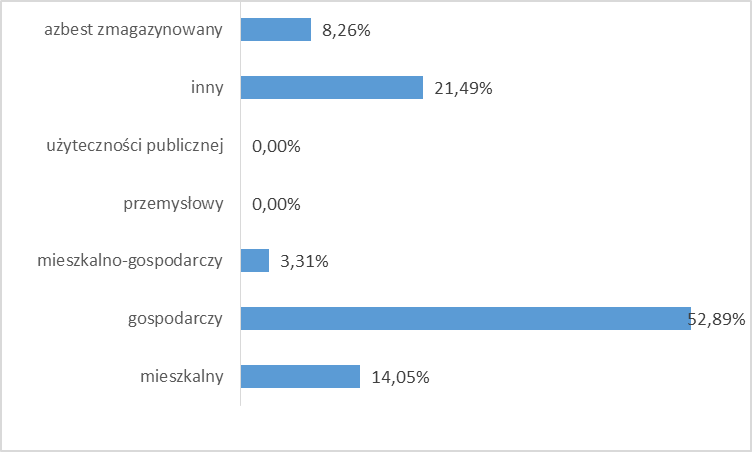 azbest zmagazynowany 8,26%
inny 21,49%
użyteczności publicznej 0,00%
przemysłowy 0,00%
mieszkalno-gospodarczy 3,31%
gospodarczy 52,89%
mieszkalny 14,05%